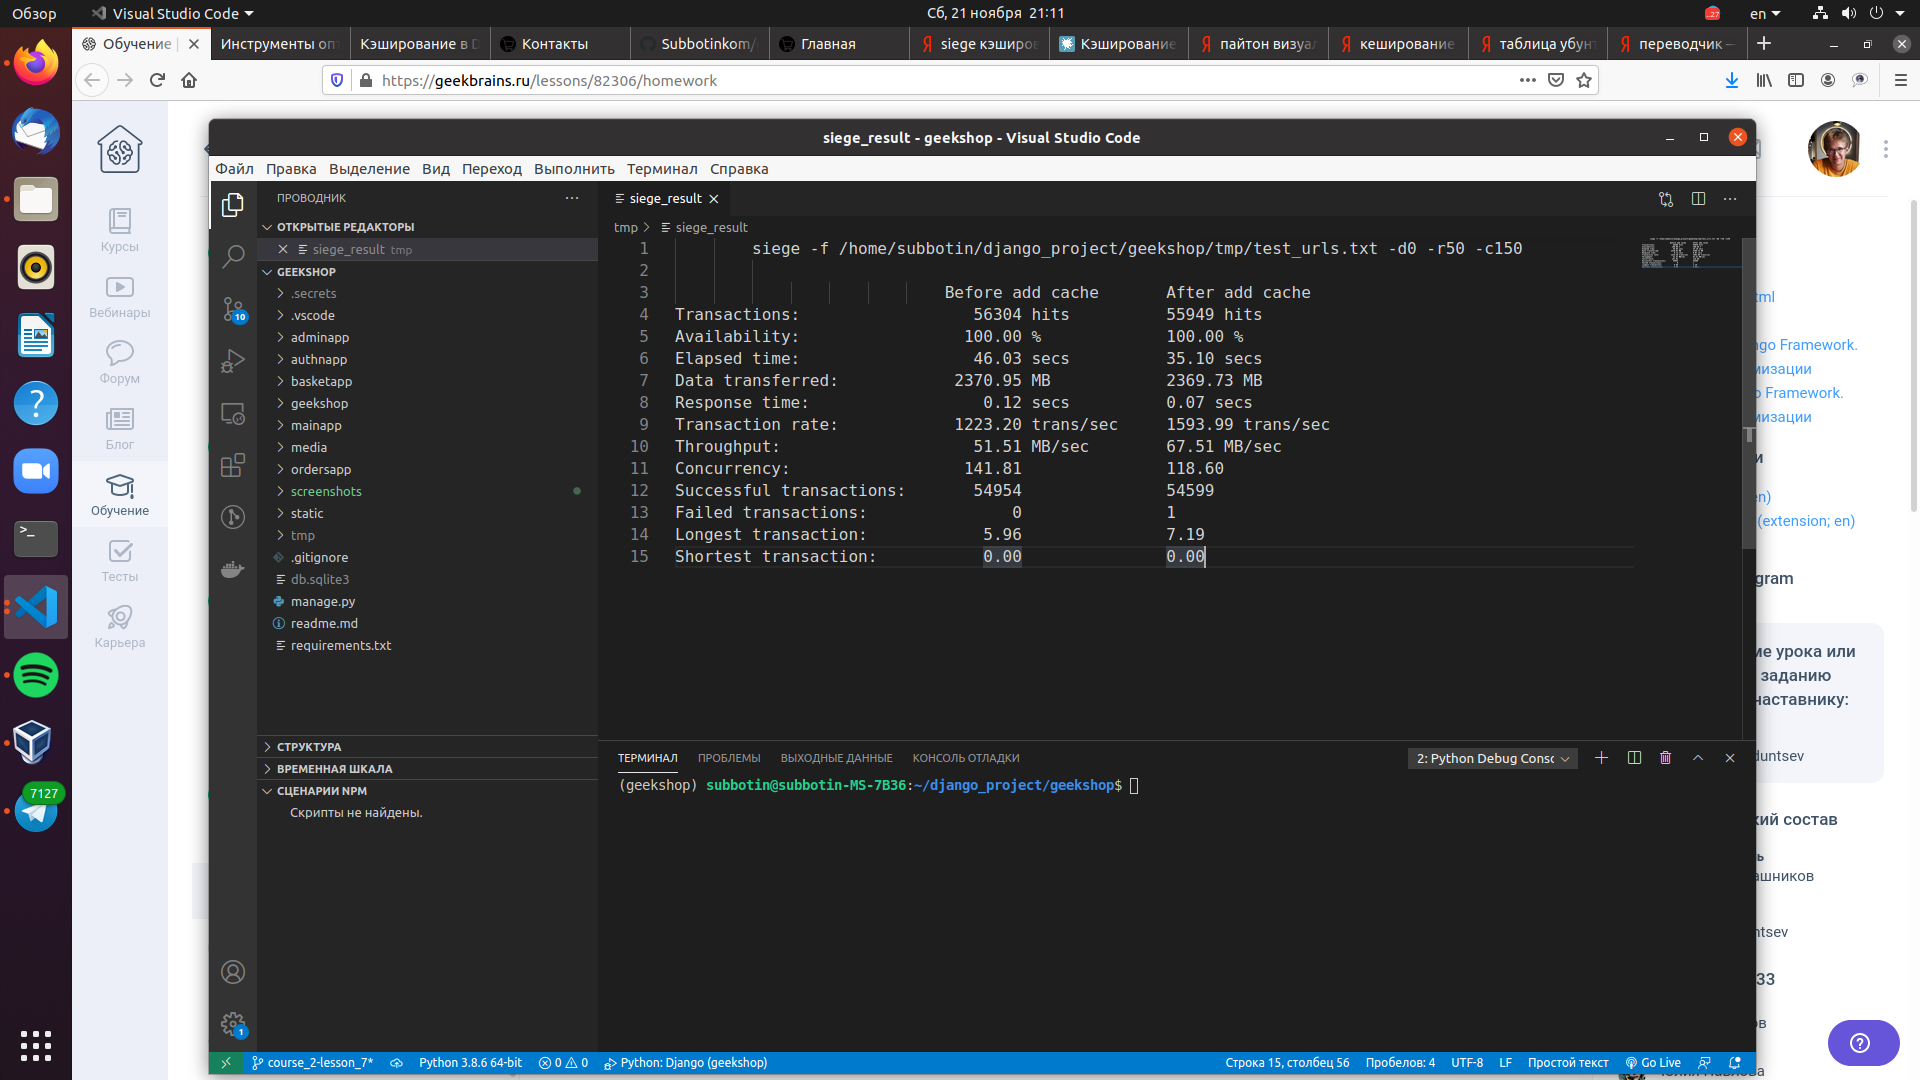 Обзор
Visual Studio Code
Сб, 21 ноября 21:11
en
Обучение |
Инструменты опт
Кэширование в D
Контакты
Subbotinkom/
Главная
siege кэширов
Кэширование
пайтон визуал
кеширование
таблица убун
переводчик —
https://geekbrains.ru/lessons/82306/homework
Курсы
Вебинары
Форум
Блог
Обучение
Тесты
Карьера
7127
siege_result - geekshop - Visual Studio Code
Файл Правка Выделение Вид Переход Выполнить Терминал Справка
ПРОВОДНИК
ОТКРЫТЫЕ РЕДАКТОРЫ
siege_result tmp
GEEKSHOP
.secrets
.vscode
adminapp
authnapp
basketapp
geekshop
mainapp
media
ordersapp
screenshots
static
tmp
.gitignore
db.sqlite3
manage.py
readme.md
requirements.txt
СТРУКТУРА
ВРЕМЕННАЯ ШКАЛА
СЦЕНАРИИ NPM
Скрипты не найдены.
10
1
siege_result
tmp > siege_result
1 siege -f /home/subbotin/django_project/geekshop/tmp/test_urls.txt -d0 -r50 -c150
2
3 Before add cache After add cache
4 Transactions: 56304 hits 55949 hits
5 Availability: 100.00 % 100.00 %
6 Elapsed time: 46.03 secs 35.10 secs
7 Data transferred: 2370.95 MB 2369.73 MB
8 Response time: 0.12 secs 0.07 secs
9 Transaction rate: 1223.20 trans/sec 1593.99 trans/sec
10 Throughput: 51.51 MB/sec 67.51 MB/sec
11 Concurrency: 141.81 118.60
12 Successful transactions: 54954 54599
13 Failed transactions: 0 1
14 Longest transaction: 5.96 7.19
15 Shortest transaction: 0.00 0.00
ТЕРМИНАЛ ПРОБЛЕМЫ ВЫХОДНЫЕ ДАННЫЕ КОНСОЛЬ ОТЛАДКИ
2: Python Debug Consc
(geekshop) subbotin@subbotin-MS-7B36:~/django_project/geekshop$
course_2-lesson_7* Python 3.8.6 64-bit 0 0 Python: Django (geekshop)
Строка 15, столбец 56 Пробелов: 4 UTF-8 LF Простой текст Go Live
ngo Framework.
мизации
o Framework.
мизации
en)
(extension; en)
gram
ме урока или
заданию
наставнику:
duntsev
кий состав
ашников
ntsev
33
ов